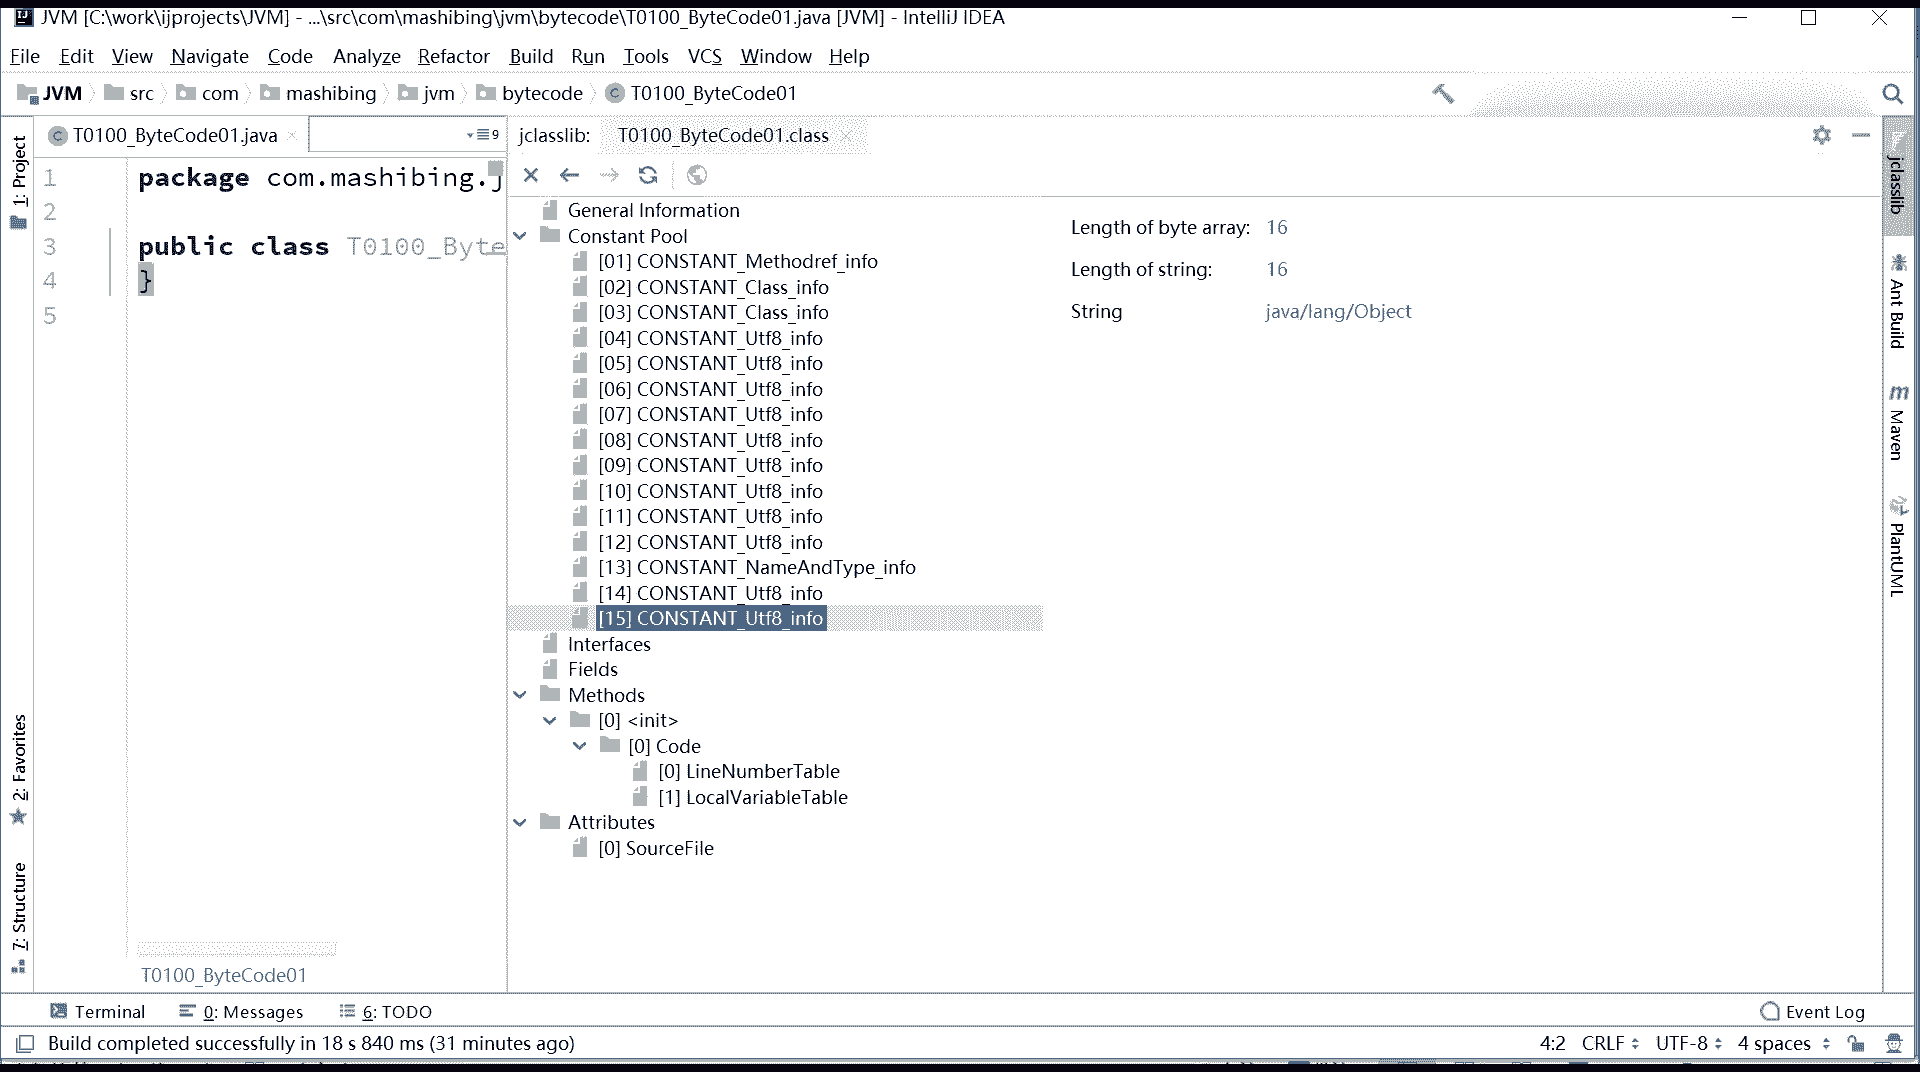 JVM [C:\work\ijprojects\JVM] - ...\src\com\mashibing\jvm\bytecode\T0100_ByteCode01.java [JVM] - IntelliJ IDEA
File Edit View Navigate Code Analyze Refactor Build Run Tools VCS Window Help
JVM src com mashibing jvm bytecode T0100_ByteCode01
T0100_ByteCode01.java
9
jclasslib: T0100_ByteCode01.class
1: Project
2: Favorites
7: Structure
1 package com.mashibing.j
2
3 public class T0100_Byte
4 }
5
T0100_ByteCode01
General Information
Constant Pool
[01] CONSTANT_Methodref_info
[02] CONSTANT_Class_info
[03] CONSTANT_Class_info
[04] CONSTANT_Utf8_info
[05] CONSTANT_Utf8_info
[06] CONSTANT_Utf8_info
[07] CONSTANT_Utf8_info
[08] CONSTANT_Utf8_info
[09] CONSTANT_Utf8_info
[10] CONSTANT_Utf8_info
[11] CONSTANT_Utf8_info
[12] CONSTANT_Utf8_info
[13] CONSTANT_NameAndType_info
[14] CONSTANT_Utf8_info
[15] CONSTANT_Utf8_info
Interfaces
Fields
Methods
[0] <init>
[0] Code
[0] LineNumberTable
[1] LocalVariableTable
Attributes
[0] SourceFile
Length of byte array: 16
Length of string: 16
String java/lang/Object
jclasslib
Ant Build
Maven
PlantUML
Terminal 0: Messages 6: TODO Event Log
Build completed successfully in 18 s 840 ms (31 minutes ago) 4:2 CRLF UTF-8 4 spaces